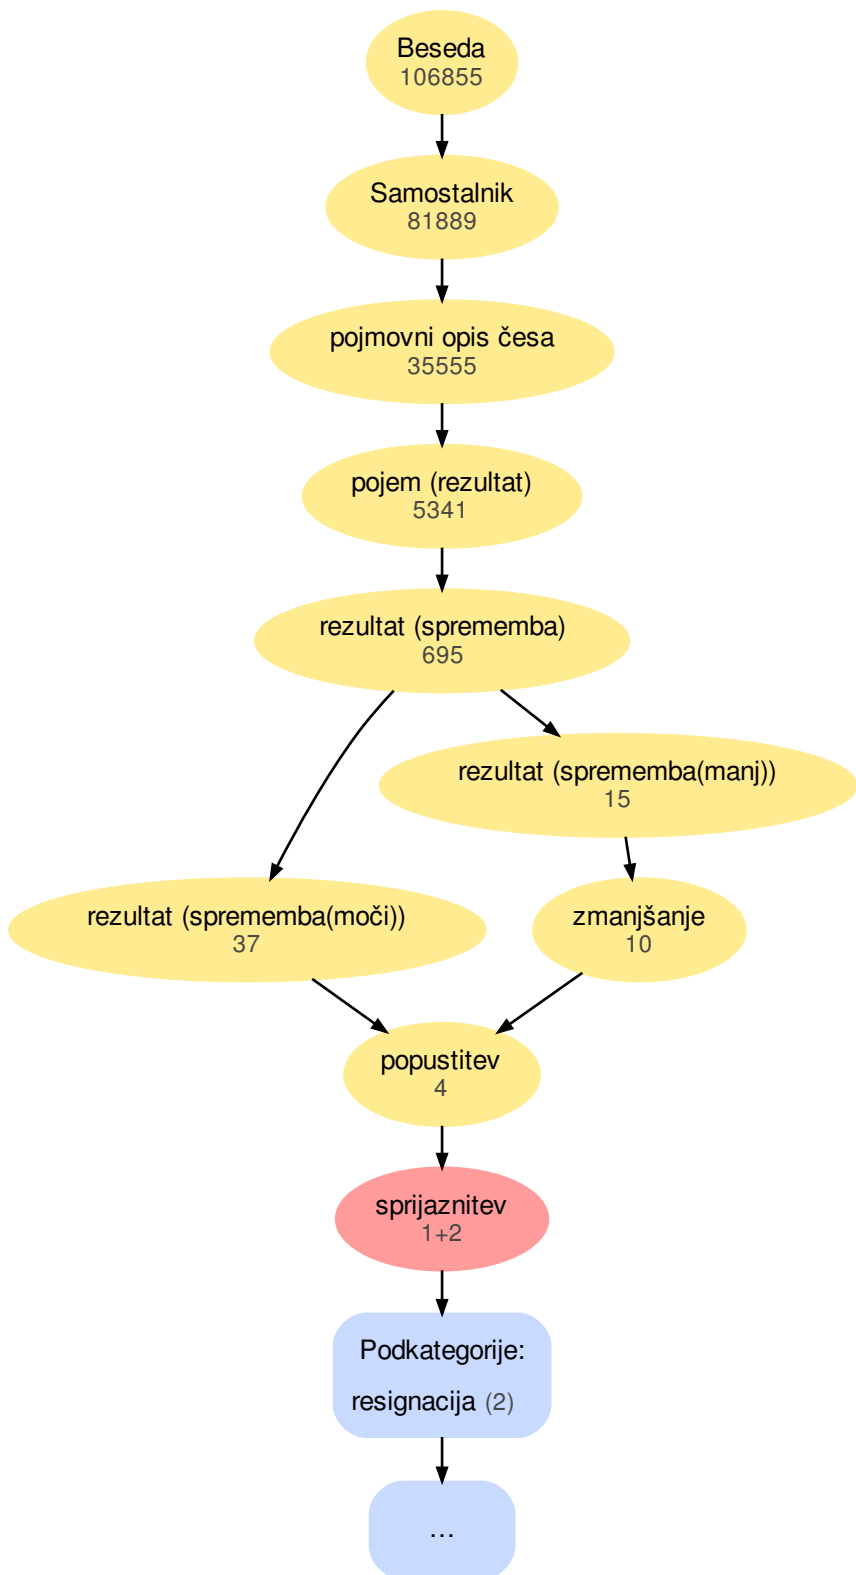 Beseda
106855
Samostalnik
81889
pojmovni opis česa
35555
pojem (rezultat)
5341
rezultat (sprememba)
695
rezultat (sprememba(manj))
15
rezultat (sprememba(moči))
37
zmanjšanje
10
popustitev
4
sprijaznitev
1+2
Podkategorije:
resignacija (2)
…